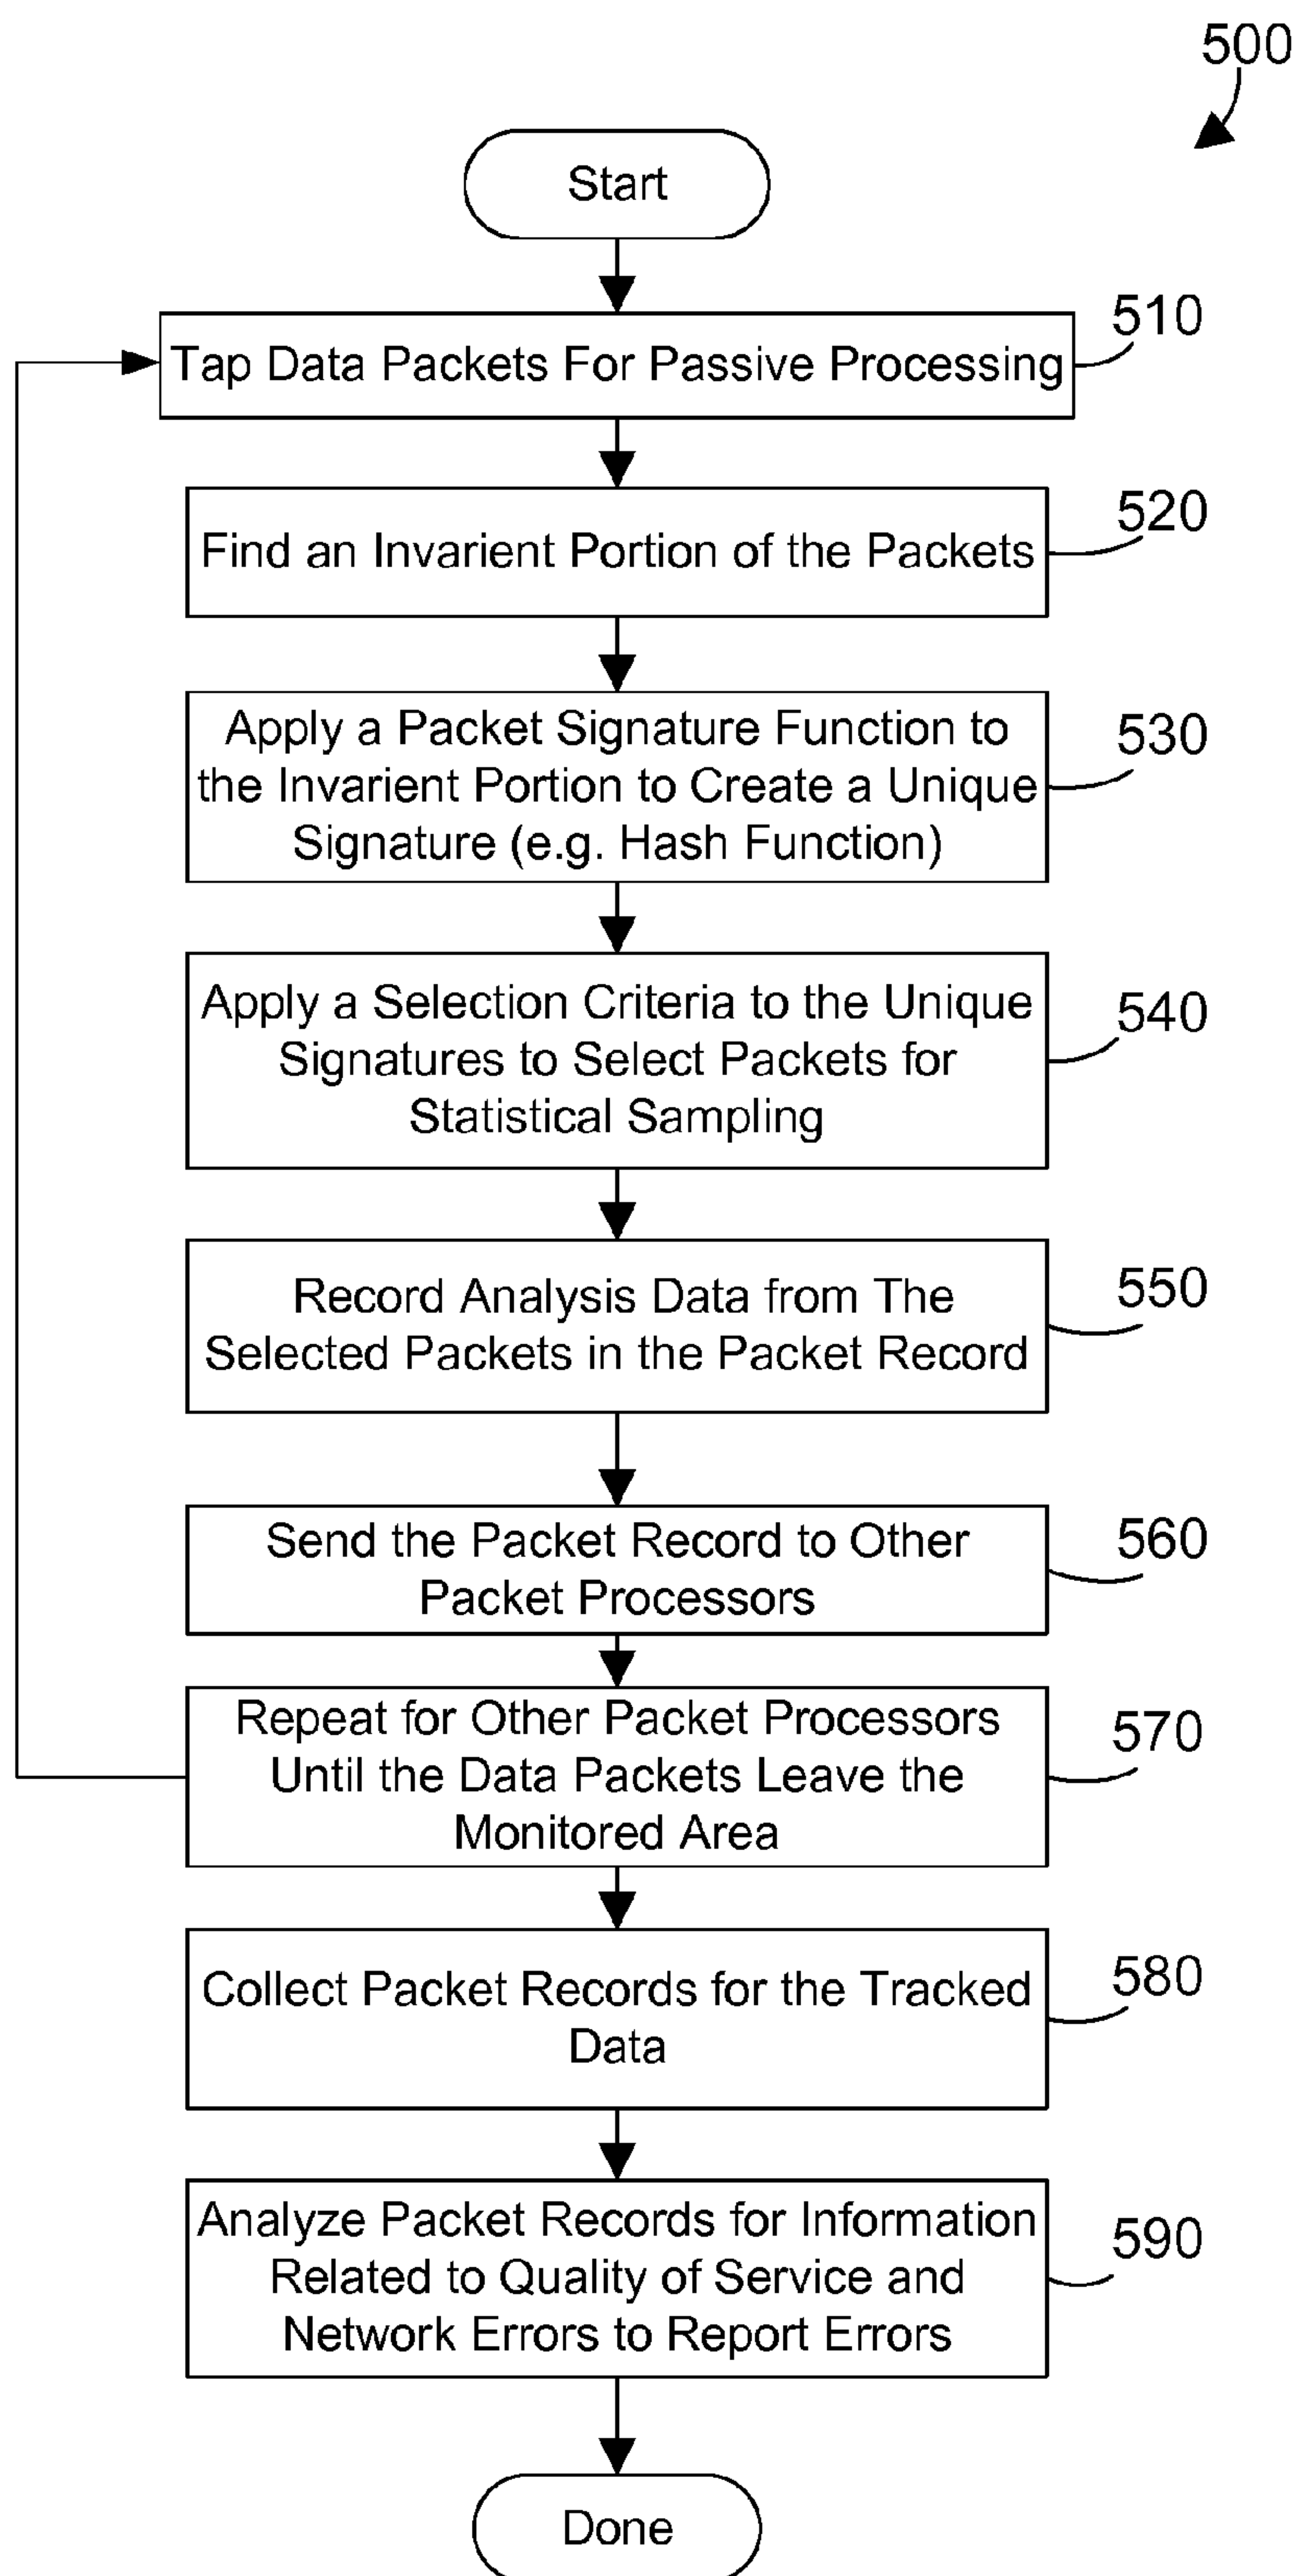 500
Start
510
Tap Data Packets For Passive Processing
520
Find an Invarient Portion of the Packets
530
Apply a Packet Signature Function to
the Invarient Portion to Create a Unique
Signature (e.g. Hash Function)
540
Apply a Selection Criteria to the Unique
Signatures to Select Packets for
Statistical Sampling
550
Record Analysis Data from The
Selected Packets in the Packet Record
560
Send the Packet Record to Other
Packet Processors
570
Repeat for Other Packet Processors
Until the Data Packets Leave the
Monitored Area
580
Collect Packet Records for the Tracked
Data
590
Analyze Packet Records for Information
Related to Quality of Service and
Network Errors to Report Errors
Done